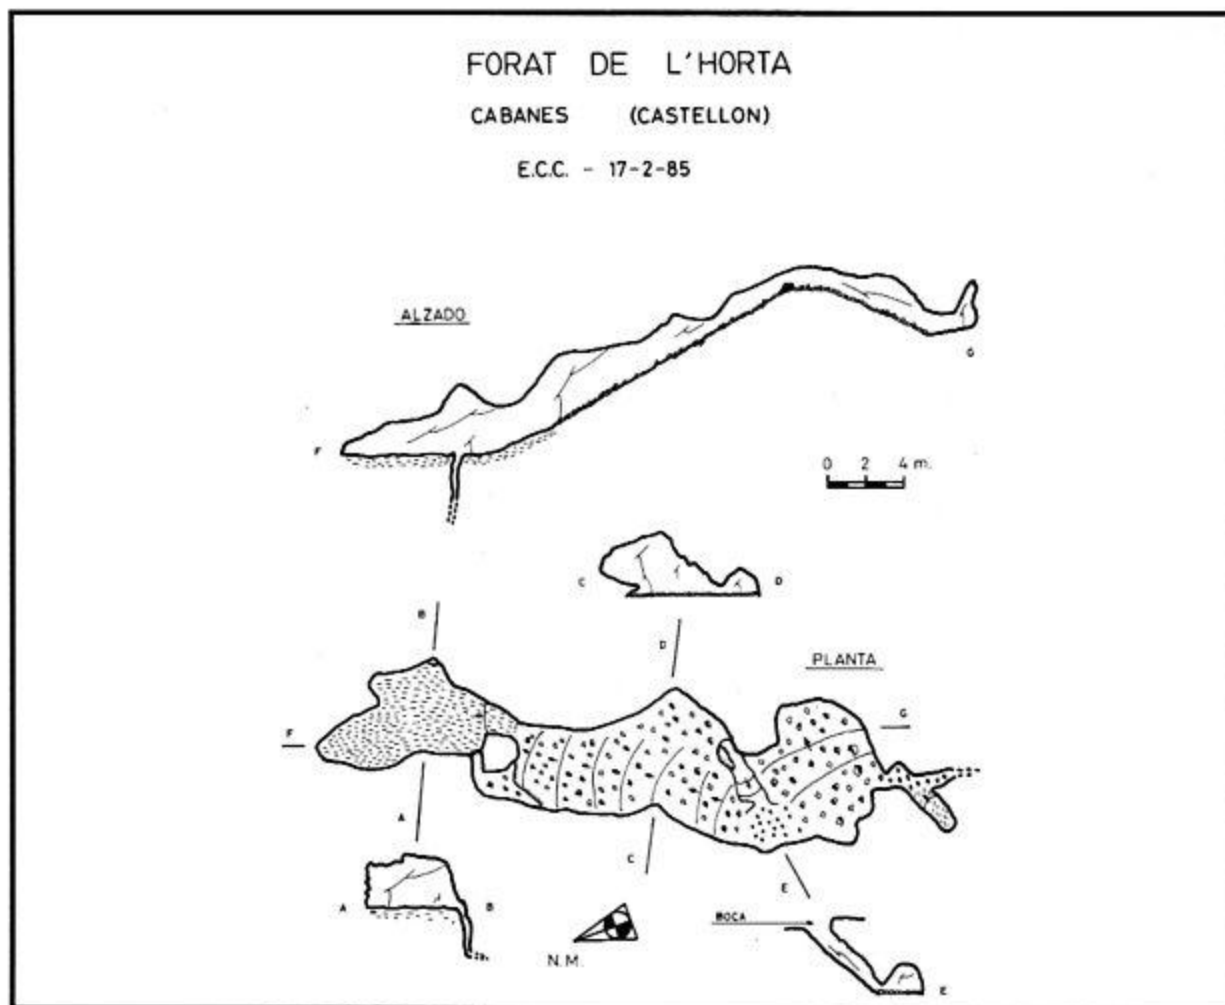 FORAT DE L'HORTA
CABANES (CASTELLON)
E.C.C. - 17-2-85
ALZADO
G
F
0 2 4 m.
C D
B
D
PLANTA
F
G
A
C
E
A B
BOCA
N.M.
E